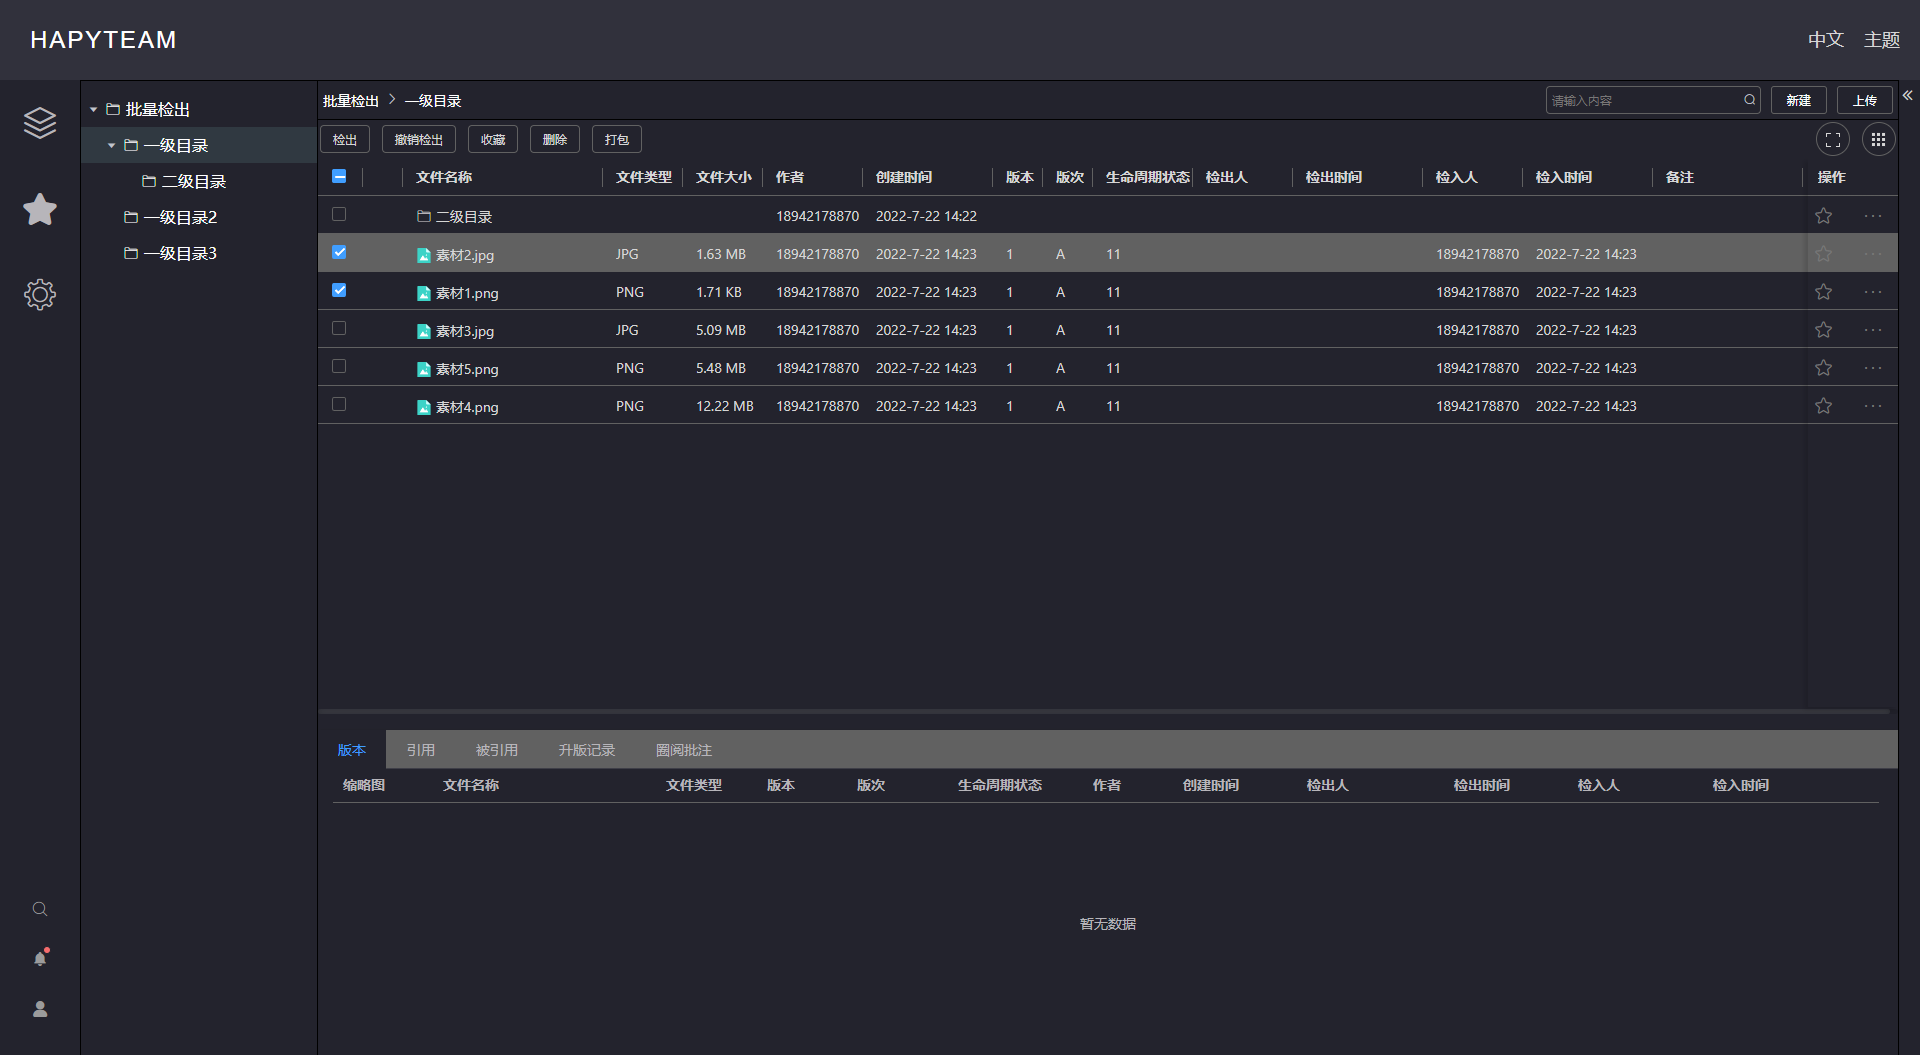 HAPYTEAM
中文 主题
批量检出
一级目录
二级目录
一级目录2
一级目录3
批量检出 > 一级目录
请输入内容 新建 上传
检出 撤销检出 收藏 删除 打包
文件名称 文件类型 文件大小 作者 创建时间 版本 版次 生命周期状态 检出人 检出时间 检入人 检入时间 备注 操作
二级目录 18942178870 2022-7-22 14:22
素材2.jpg JPG 1.63 MB 18942178870 2022-7-22 14:23 1 A 11 18942178870 2022-7-22 14:23
素材1.png PNG 1.71 KB 18942178870 2022-7-22 14:23 1 A 11 18942178870 2022-7-22 14:23
素材3.jpg JPG 5.09 MB 18942178870 2022-7-22 14:23 1 A 11 18942178870 2022-7-22 14:23
素材5.png PNG 5.48 MB 18942178870 2022-7-22 14:23 1 A 11 18942178870 2022-7-22 14:23
素材4.png PNG 12.22 MB 18942178870 2022-7-22 14:23 1 A 11 18942178870 2022-7-22 14:23
版本 引用 被引用 升版记录 圈阅批注
缩略图 文件名称 文件类型 版本 版次 生命周期状态 作者 创建时间 检出人 检出时间 检入人 检入时间
暂无数据